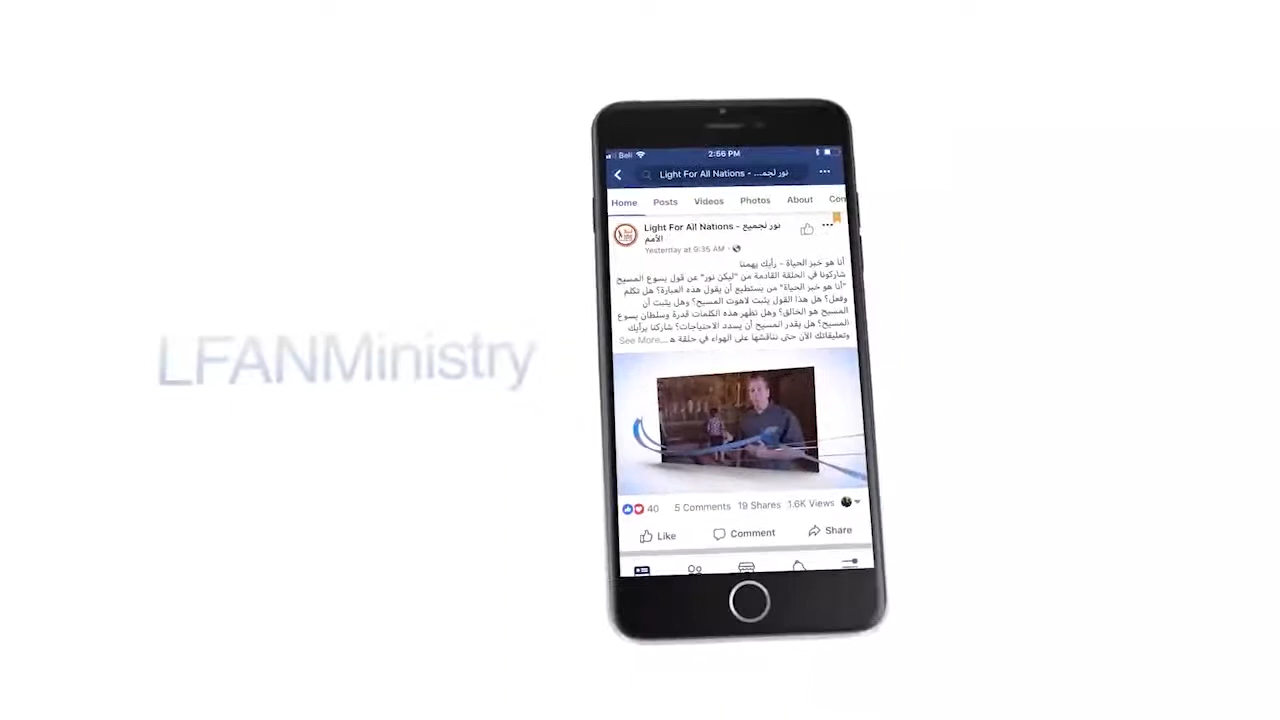 LFANMinistry
Bell
2:56 PM
Light For All Nations - نور لجمـ...
Home Posts Videos Photos About Con
Light For All Nations - نور لجميع
الأمم
Yesterday at 9:35 AM
أنا هو خبز الحياة - رأيك يهمنا
شاركونا في الحلقة القادمة من "ليكن نور" عن قول يسوع المسيح
"أنا هو خبز الحياة" من يستطيع أن يقول هذه العبارة؟ هل تكلم
وفعل؟ هل هذا القول يثبت لاهوت المسيح؟ وهل يثبت أن
المسيح هو الخالق؟ وهل تظهر هذه الكلمات قدرة وسلطان يسوع
المسيح؟ هل يقدر المسيح أن يسدد الاحتياجات؟ شاركنا برأيك
وتعليقاتك الآن حتى نناقشها على الهواء في حلقة هـ ...See More
40 5 Comments 19 Shares 1.6K Views
Like Comment Share